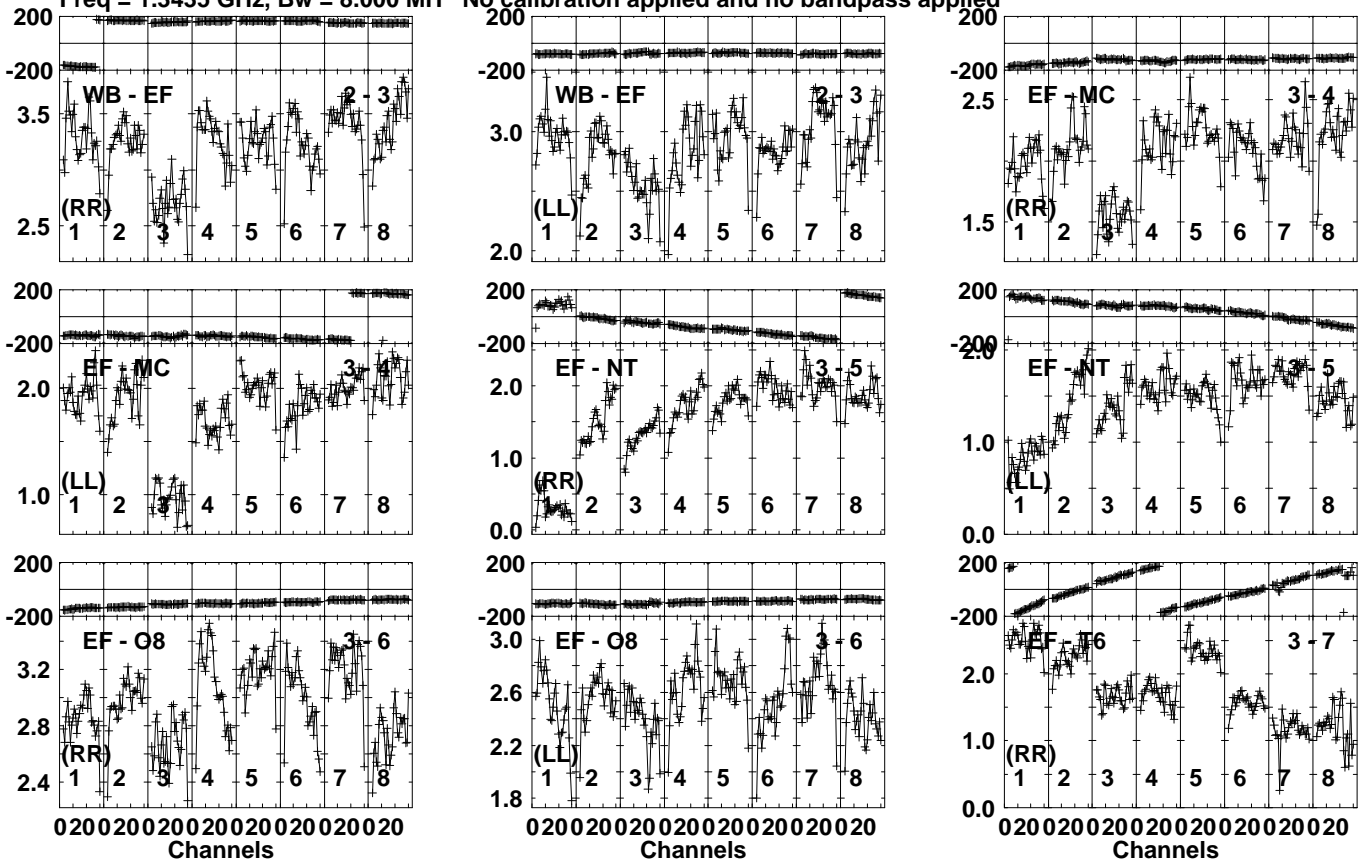 Freq = 1.3435 GHz, Bw = 8.000 MH No calibration applied and no bandpass applied
200 200 200
-200 -200 -200
WB - EF 2 - 3 WB - EF 2 - 3 EF - MC 3 - 4
3.5 3.0 2.5
(RR) (LL) (RR)
2.5 2.0 1.5
1 2 3 4 5 6 7 8 1 2 3 4 5 6 7 8 1 2 3 4 5 6 7 8
200 200 200
-200 -200 -200
2.0
EF - MC 3 - 4 EF - NT 3 - 5 EF - NT 3 - 5
2.0 2.0
1.0 1.0
(LL) (RR) (LL)
1.0
1 2 3 4 5 6 7 8 1 2 3 4 5 6 7 8 1 2 3 4 5 6 7 8
0.0 0.0
200 200 200
-200 -200 -200
EF - O8 3 - 6 EF - O8 3 - 6 EF - T6 3 - 7
3.2 3.0 2.0
2.8 2.6 1.0
(RR) (LL) (RR)
2.4 2.2
1 2 3 4 5 6 7 8 1 2 3 4 5 6 7 8 1 2 3 4 5 6 7 8
1.8 0.0
0 20 0 20 0 20 0 20 0 20 0 20 0 20 0 20 0 20 0 20 0 20 0 20 0 20 0 20 0 20 0 20 0 20 0 20 0 20 0 20 0 20 0 20 0 20 0 20
Channels Channels Channels